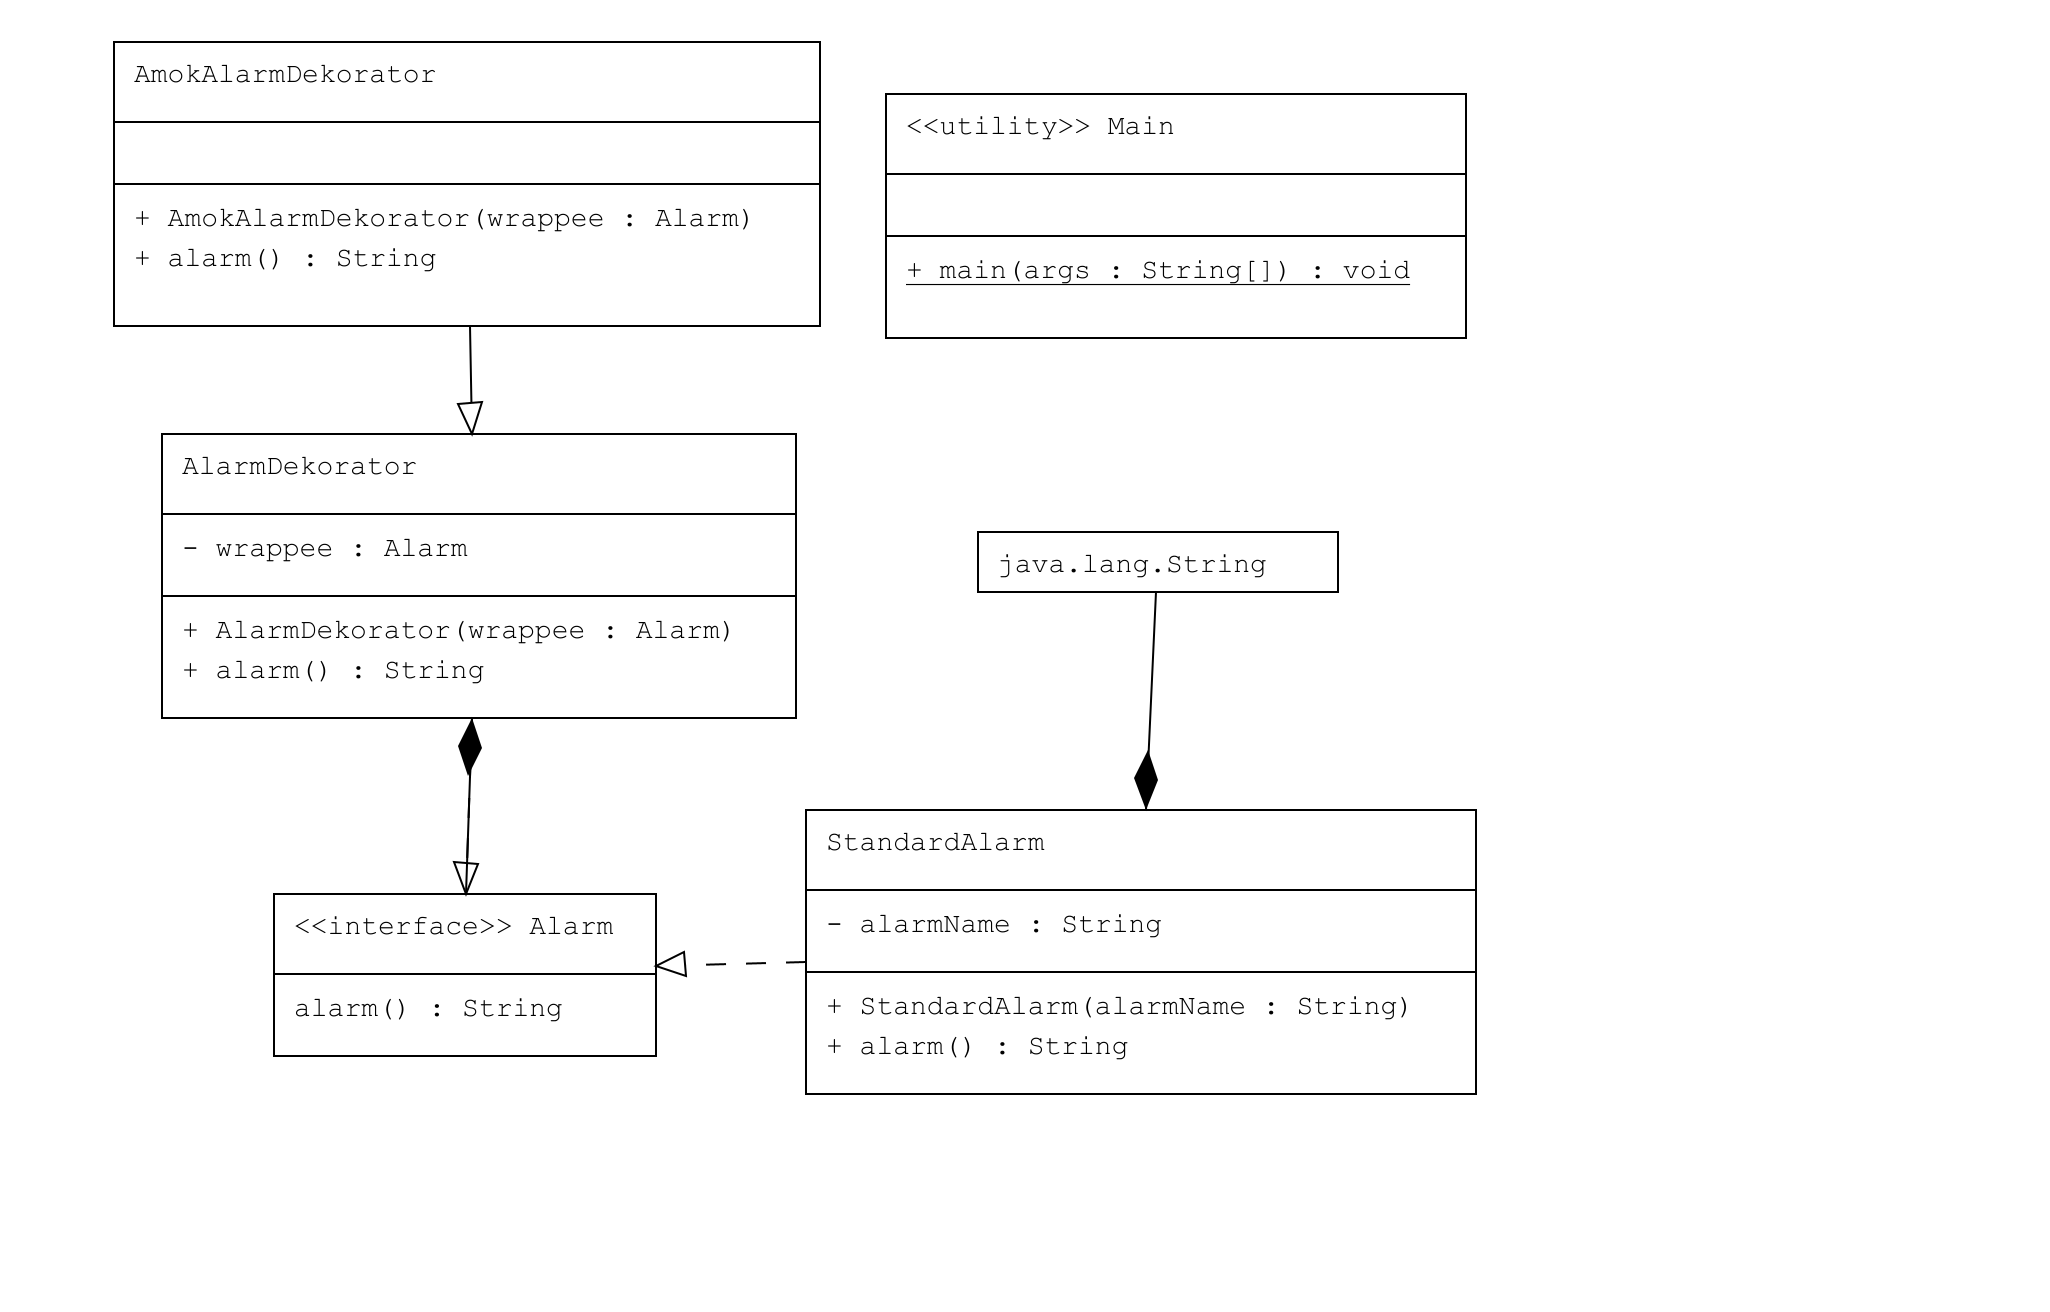 AmokAlarmDekorator
+ AmokAlarmDekorator(wrappee : Alarm)
+ alarm() : String
<<utility>> Main
+ main(args : String[]) : void
AlarmDekorator
- wrappee : Alarm
+ AlarmDekorator(wrappee : Alarm)
+ alarm() : String
java.lang.String
<<interface>> Alarm
alarm() : String
StandardAlarm
- alarmName : String
+ StandardAlarm(alarmName : String)
+ alarm() : String